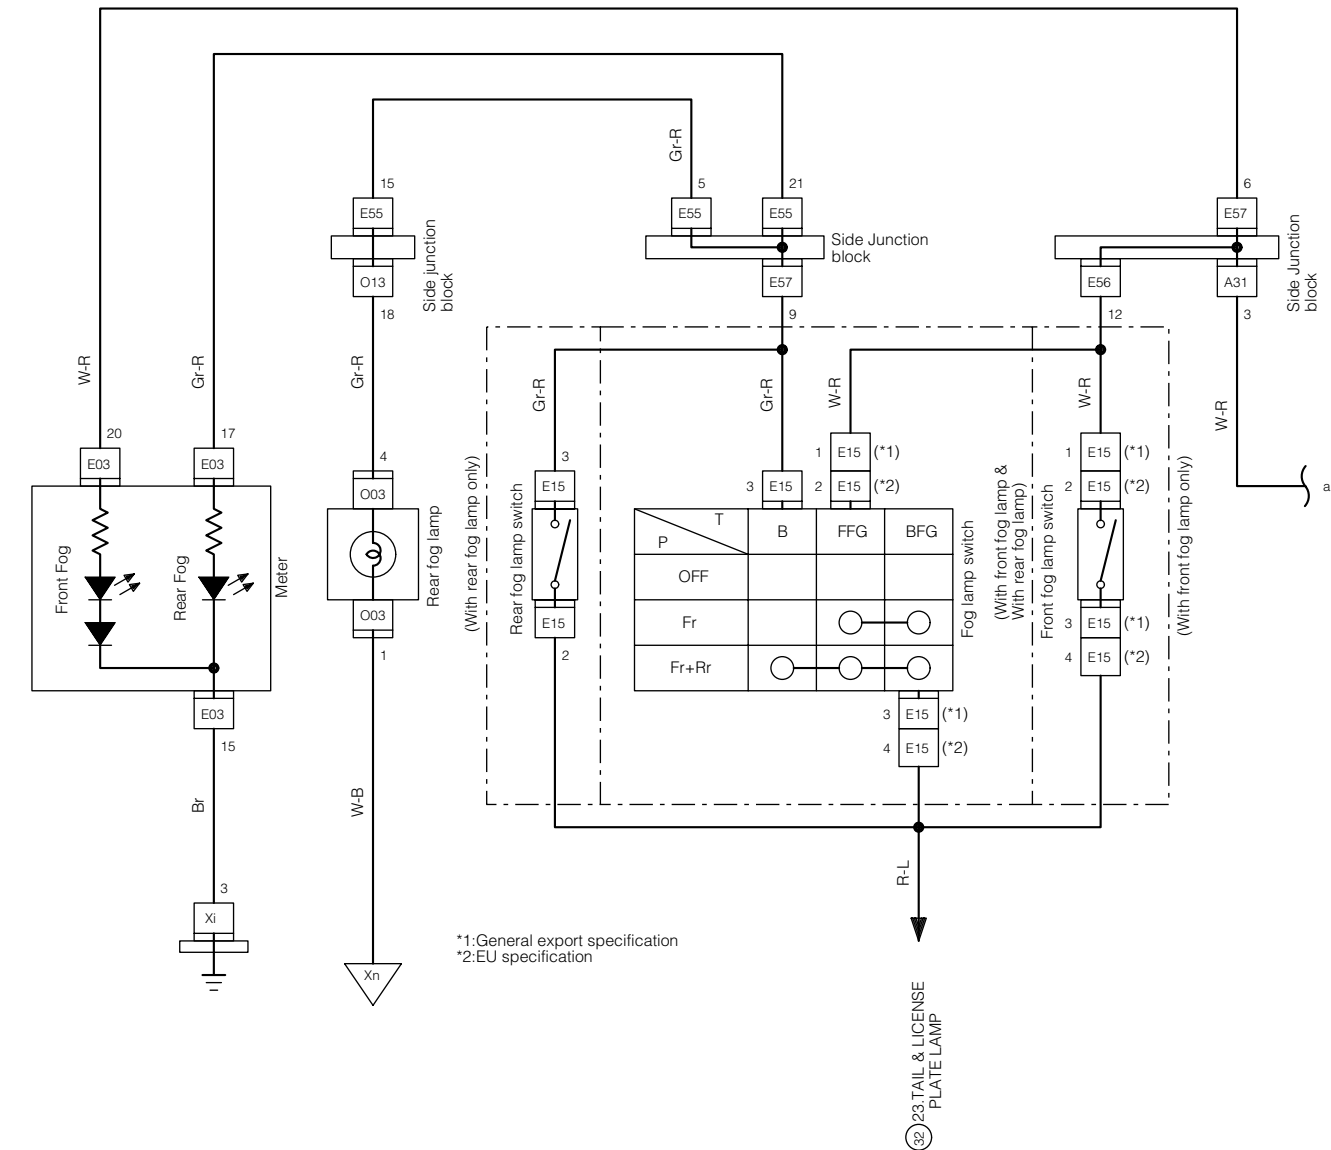 Gr-R
15
5
21
6
E55
E55
E55
E57
Side junction
block
Side Junction
block
Side Junction
block
O13
E57
E56
A31
18
9
12
3
W-R
Gr-R
Gr-R
Gr-R
Gr-R
W-R
W-R
W-R
20
17
4
3
1
E15
(*1)
1
E15
(*1)
E03
E03
O03
E15
3
E15
2
E15
(*2)
2
E15
(*2)
a
Front Fog
Rear Fog
Meter
Rear fog lamp
(With rear fog lamp only)
Rear fog lamp switch
T
P
B
FFG
BFG
OFF
Fr
Fr+Rr
Fog lamp switch
(With front fog lamp &
With rear fog lamp)
Front fog lamp switch
(With front fog lamp only)
O03
E15
3
E15
(*1)
1
2
4
E15
(*2)
E03
15
3
E15
(*1)
4
E15
(*2)
Br
W-B
R-L
3
Xi
Xn
*1:General export specification
*2:EU specification
32
23.TAIL & LICENSE
PLATE LAMP